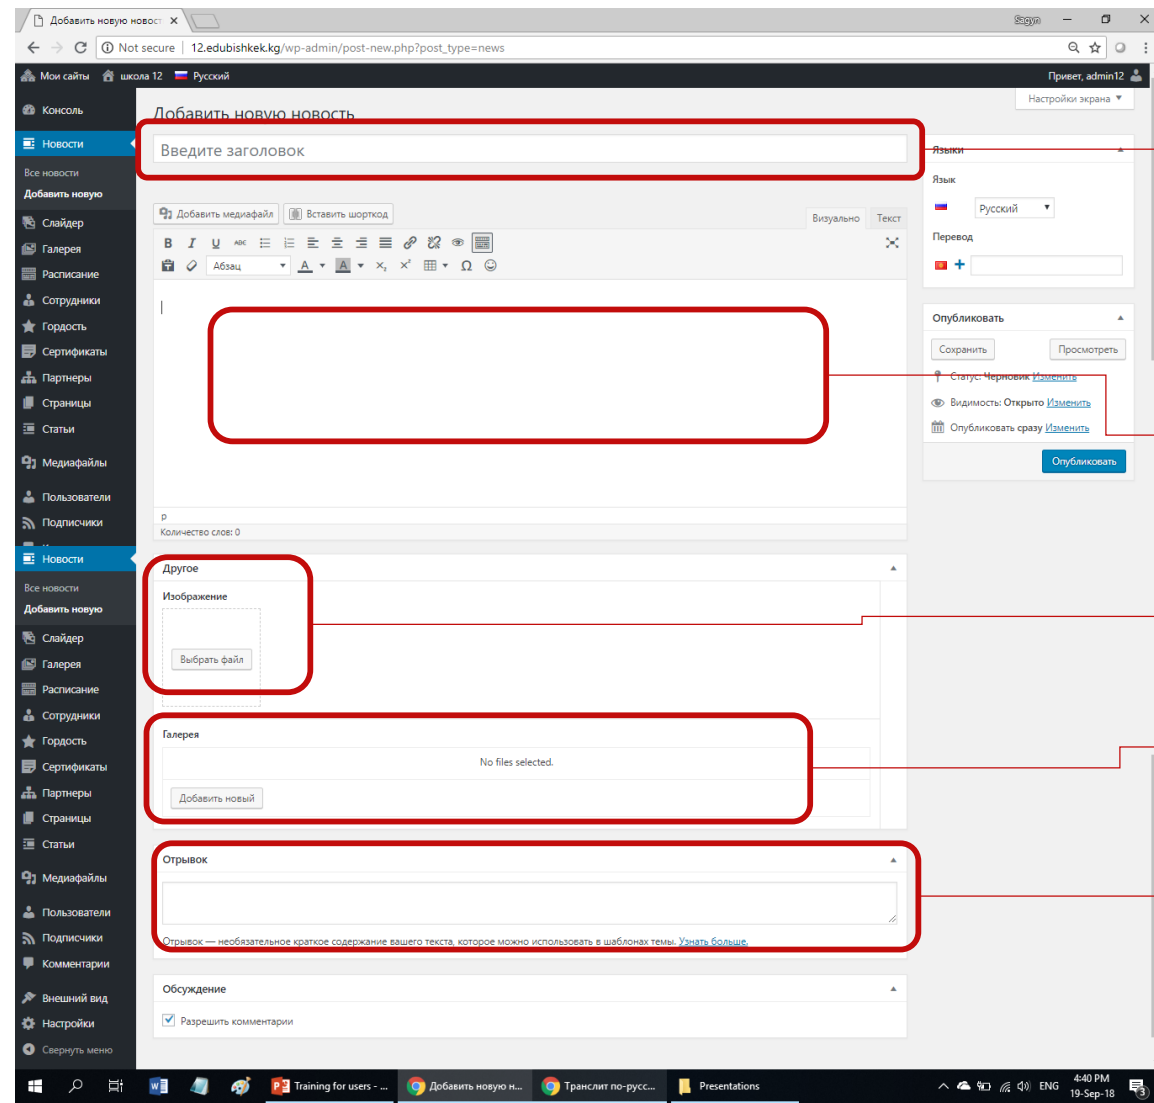 Добавить новую новост
Sagyn
Not secure | 12.edubishkek.kg/wp-admin/post-new.php?post_type=news
Мои сайты школа 12 Русский Привет, admin12
Настройки экрана
Консоль
Новости
Все новости
Добавить новую
Слайдер
Галерея
Расписание
Сотрудники
Гордость
Сертификаты
Партнеры
Страницы
Статьи
Медиафайлы
Пользователи
Подписчики
Новости
Все новости
Добавить новую
Слайдер
Галерея
Расписание
Сотрудники
Гордость
Сертификаты
Партнеры
Страницы
Статьи
Медиафайлы
Пользователи
Подписчики
Комментарии
Внешний вид
Настройки
Свернуть меню
Добавить новую новость
Введите заголовок
Добавить медиафайл Вставить шорткод
Визуально Текст
B I U ABC
Абзац A A X₂ X² Ω
p
Количество слов: 0
Другое
Изображение
Выбрать файл
Галерея
No files selected.
Добавить новый
Отрывок
Отрывок — необязательное краткое содержание вашего текста, которое можно использовать в шаблонах темы. Узнать больше.
Обсуждение
Разрешить комментарии
Языки
Язык
Русский
Перевод
Опубликовать
Сохранить Просмотреть
Статус: Черновик Изменить
Видимость: Открыто Изменить
Опубликовать сразу Изменить
Опубликовать
Training for users - ... Добавить новую н... Транслит по-русс... Presentations
ENG
4:40 PM
19-Sep-18
3